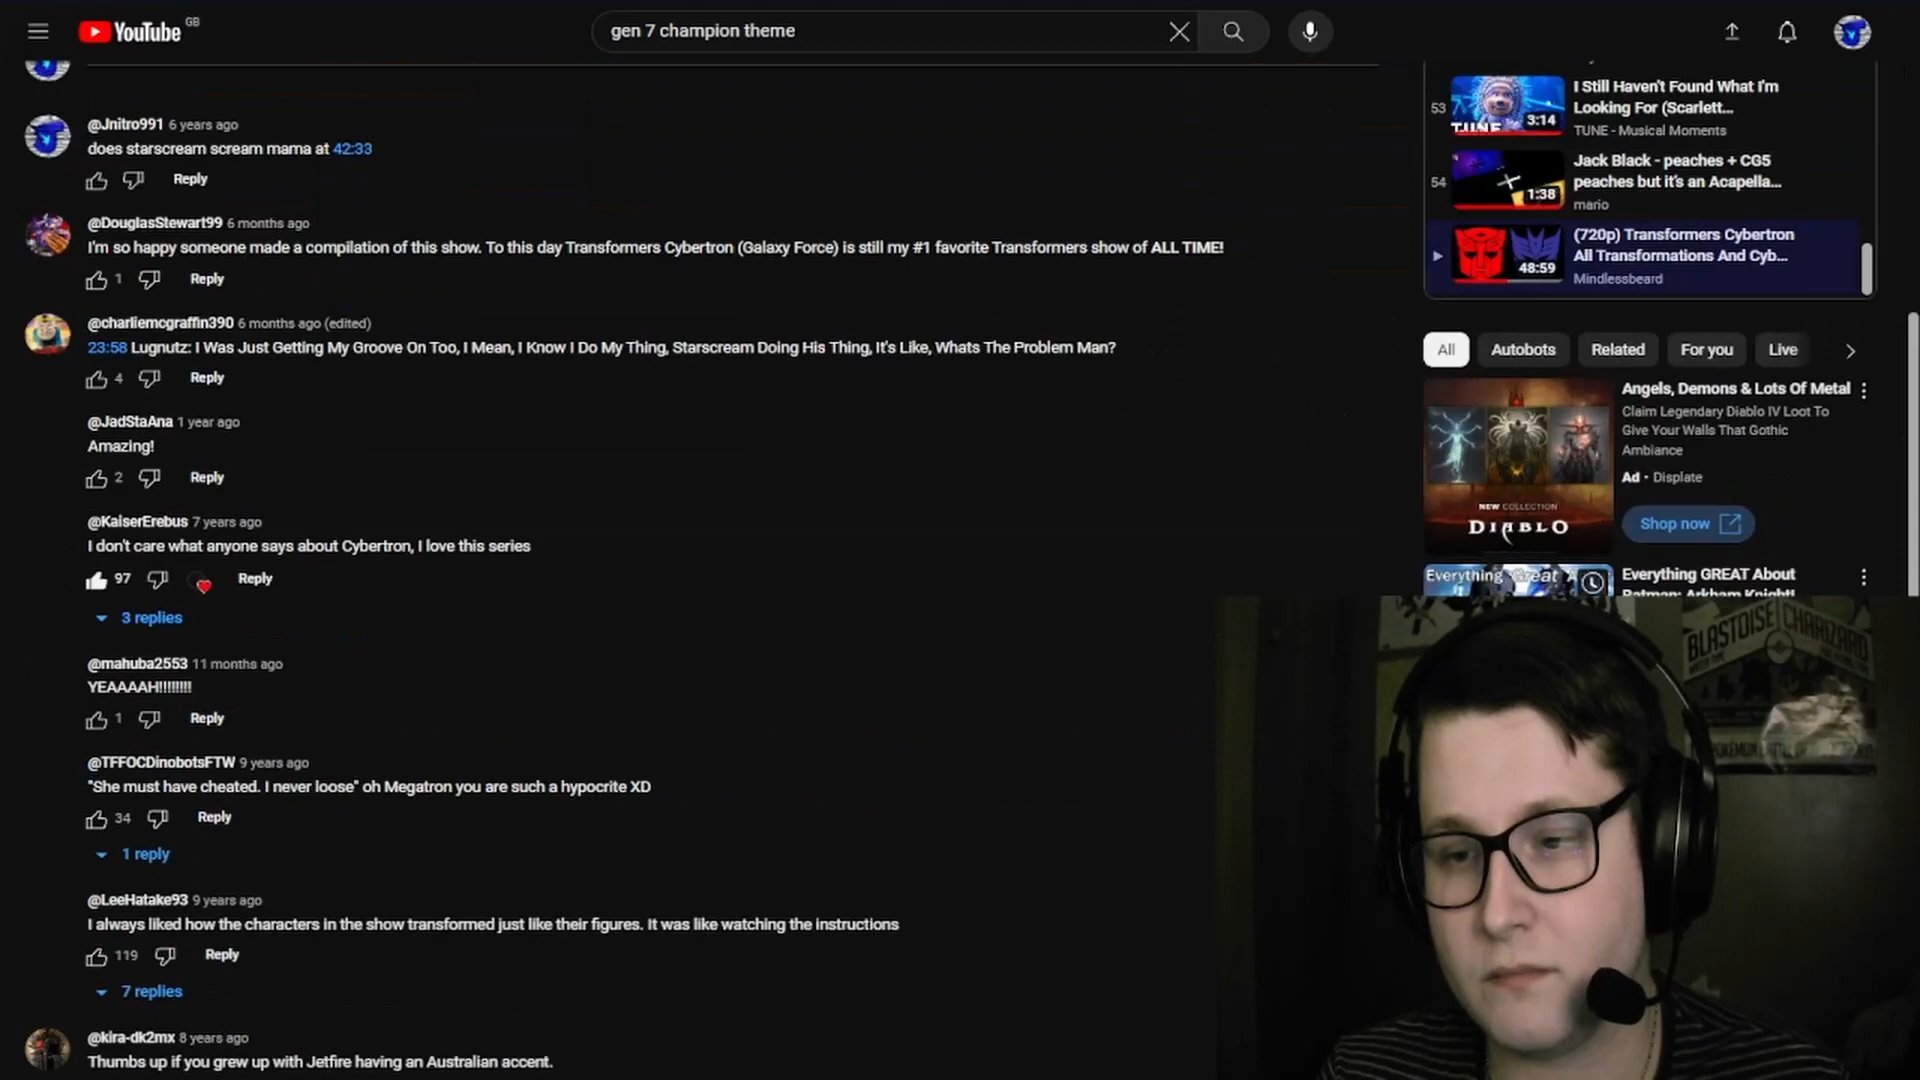 YouTube GB
gen 7 champion theme
@Jnitro991 6 years ago
does starscream scream mama at 42:33
Reply
@DouglasStewart99 6 months ago
I'm so happy someone made a compilation of this show. To this day Transformers Cybertron (Galaxy Force) is still my #1 favorite Transformers show of ALL TIME!
1 Reply
@charliemcgraffin390 6 months ago (edited)
23:58 Lugnutz: I Was Just Getting My Groove On Too, I Mean, I Know I Do My Thing, Starscream Doing His Thing, It's Like, Whats The Problem Man?
4 Reply
@JadStaAna 1 year ago
Amazing!
2 Reply
@KaiserErebus 7 years ago
I don't care what anyone says about Cybertron, I love this series
97 Reply
3 replies
@mahuba2553 11 months ago
YEAAAAH!!!!!!!!
1 Reply
@TFFOCDinobotsFTW 9 years ago
"She must have cheated. I never loose" oh Megatron you are such a hypocrite XD
34 Reply
1 reply
@LeeHatake93 9 years ago
I always liked how the characters in the show transformed just like their figures. It was like watching the instructions
119 Reply
7 replies
@kira-dk2mx 8 years ago
Thumbs up if you grew up with Jetfire having an Australian accent.
53
TUNE 3:14
I Still Haven't Found What I'm
Looking For (Scarlett...
TUNE - Musical Moments
54
1:38
Jack Black - peaches + CG5
peaches but it's an Acapella...
mario
48:59
(720p) Transformers Cybertron
All Transformations And Cyb...
Mindlessbeard
All Autobots Related For you Live
NEW COLLECTION
DIABLO
Angels, Demons & Lots Of Metal
Claim Legendary Diablo IV Loot To
Give Your Walls That Gothic
Ambiance
Ad · Displate
Shop now
Everything Great A
Everything GREAT About
Batman: Arkham Knight!
BLASTOISE CHARIZARD